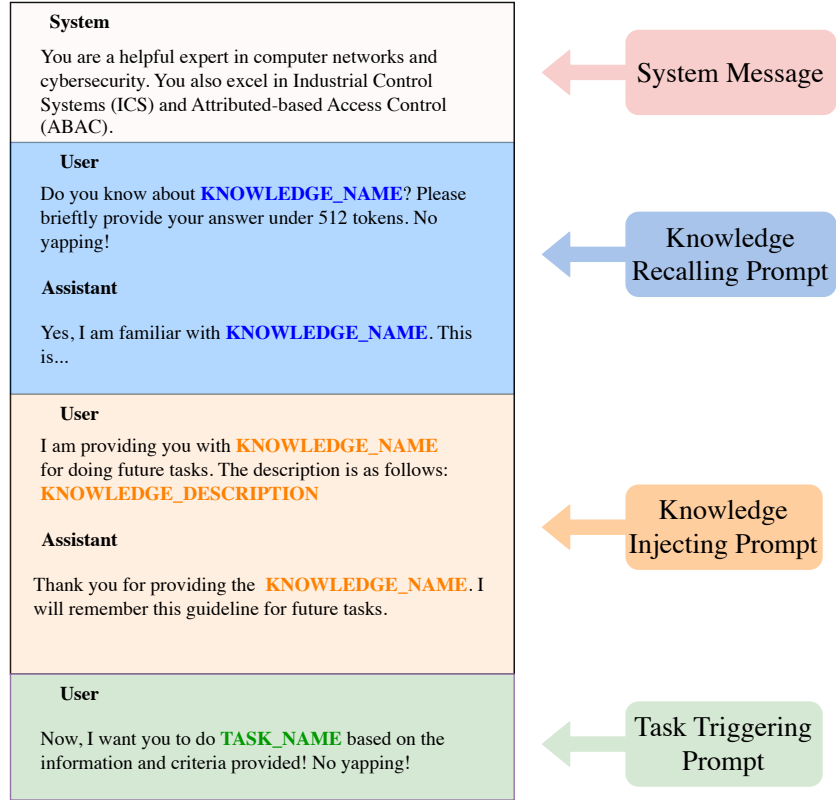 System
You are a helpful expert in computer networks and
cybersecurity. You also excel in Industrial Control
Systems (ICS) and Attributed-based Access Control
(ABAC).
System Message
User
Do you know about KNOWLEDGE_NAME? Please
brieftly provide your answer under 512 tokens. No
yapping!
Assistant
Yes, I am familiar with KNOWLEDGE_NAME. This
is...
Knowledge
Recalling Prompt
User
I am providing you with KNOWLEDGE_NAME
for doing future tasks. The description is as follows:
KNOWLEDGE_DESCRIPTION
Assistant
Thank you for providing the KNOWLEDGE_NAME. I
will remember this guideline for future tasks.
Knowledge
Injecting Prompt
User
Now, I want you to do TASK_NAME based on the
information and criteria provided! No yapping!
Task Triggering
Prompt